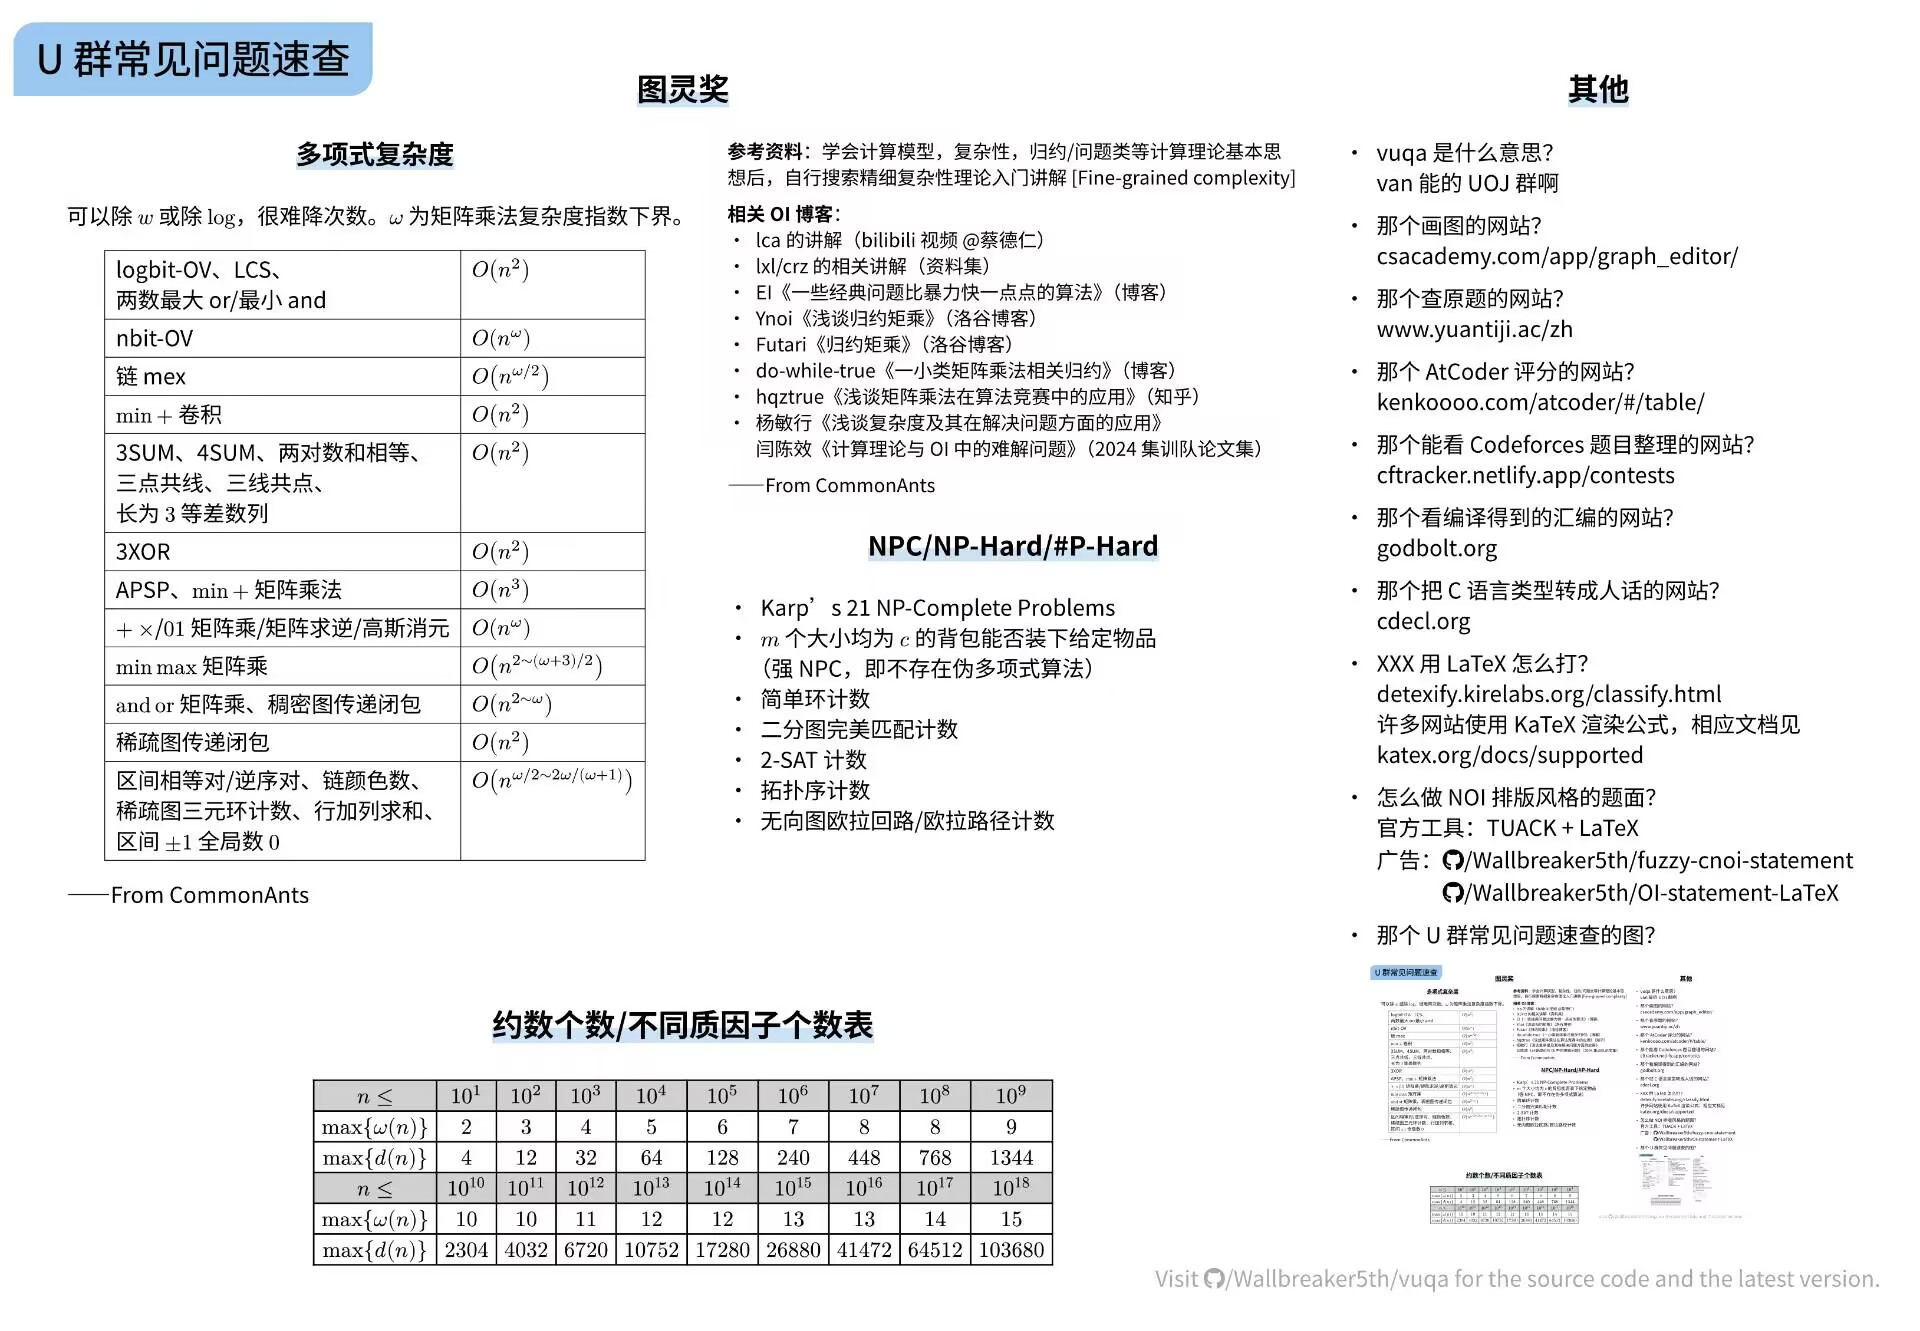 U 群常见问题速查
图灵奖
多项式复杂度
可以除 w 或除 log，很难降次数。ω 为矩阵乘法复杂度指数下界。
logbit-OV、LCS、
两数最大 or/最小 and
O(n^2)
nbit-OV O(n^ω)
链 mex O(n^{ω/2})
min + 卷积 O(n^2)
3SUM、4SUM、两对数和相等、
三点共线、三线共点、
长为 3 等差数列
O(n^2)
3XOR O(n^2)
APSP、min + 矩阵乘法 O(n^3)
+ ×/01 矩阵乘/矩阵求逆/高斯消元 O(n^ω)
min max 矩阵乘 O(n^{2∼(ω+3)/2})
and or 矩阵乘、稠密图传递闭包 O(n^{2∼ω})
稀疏图传递闭包 O(n^2)
区间相等对/逆序对、链颜色数、
稀疏图三元环计数、行加列求和、
区间 ±1 全局数 0
O(n^{ω/2∼2ω/(ω+1)})
——From CommonAnts
参考资料：学会计算模型，复杂性，归约/问题类等计算理论基本思
想后，自行搜索精细复杂性理论入门讲解 [Fine-grained complexity]
相关 OI 博客：
• lca 的讲解（bilibili 视频 @蔡德仁）
• lxl/crz 的相关讲解（资料集）
• EI《一些经典问题比暴力快一点点的算法》（博客）
• Ynoi《浅谈归约矩乘》（洛谷博客）
• Futari《归约矩乘》（洛谷博客）
• do-while-true《一小类矩阵乘法相关归约》（博客）
• hqztrue《浅谈矩阵乘法在算法竞赛中的应用》（知乎）
• 杨敏行《浅谈复杂度及其在解决问题方面的应用》
闫陈效《计算理论与 OI 中的难解问题》（2024 集训队论文集）
——From CommonAnts
NPC/NP-Hard/#P-Hard
• Karp’s 21 NP-Complete Problems
• m 个大小均为 c 的背包能否装下给定物品
（强 NPC，即不存在伪多项式算法）
• 简单环计数
• 二分图完美匹配计数
• 2-SAT 计数
• 拓扑序计数
• 无向图欧拉回路/欧拉路径计数
约数个数/不同质因子个数表
n ≤ 10^1 10^2 10^3 10^4 10^5 10^6 10^7 10^8 10^9
max{ω(n)} 2 3 4 5 6 7 8 8 9
max{d(n)} 4 12 32 64 128 240 448 768 1344
n ≤ 10^10 10^11 10^12 10^13 10^14 10^15 10^16 10^17 10^18
max{ω(n)} 10 10 11 12 12 13 13 14 15
max{d(n)} 2304 4032 6720 10752 17280 26880 41472 64512 103680
其他
• vuqa 是什么意思？
van 能的 UOJ 群啊
• 那个画图的网站？
csacademy.com/app/graph_editor/
• 那个查原题的网站？
www.yuantiji.ac/zh
• 那个 AtCoder 评分的网站？
kenkoooo.com/atcoder/#/table/
• 那个能看 Codeforces 题目整理的网站？
cftracker.netlify.app/contests
• 那个看编译得到的汇编的网站？
godbolt.org
• 那个把 C 语言类型转成人话的网站？
cdecl.org
• XXX 用 LaTeX 怎么打？
detexify.kirelabs.org/classify.html
许多网站使用 KaTeX 渲染公式，相应文档见
katex.org/docs/supported
• 怎么做 NOI 排版风格的题面？
官方工具：TUACK + LaTeX
广告：/Wallbreaker5th/fuzzy-cnoi-statement
/Wallbreaker5th/OI-statement-LaTeX
• 那个 U 群常见问题速查的图？
U 群常见问题速查
图灵奖
其他
多项式复杂度
NPC/NP-Hard/#P-Hard
约数个数/不同质因子个数表
Visit /Wallbreaker5th/vuqa for the source code and the latest version.